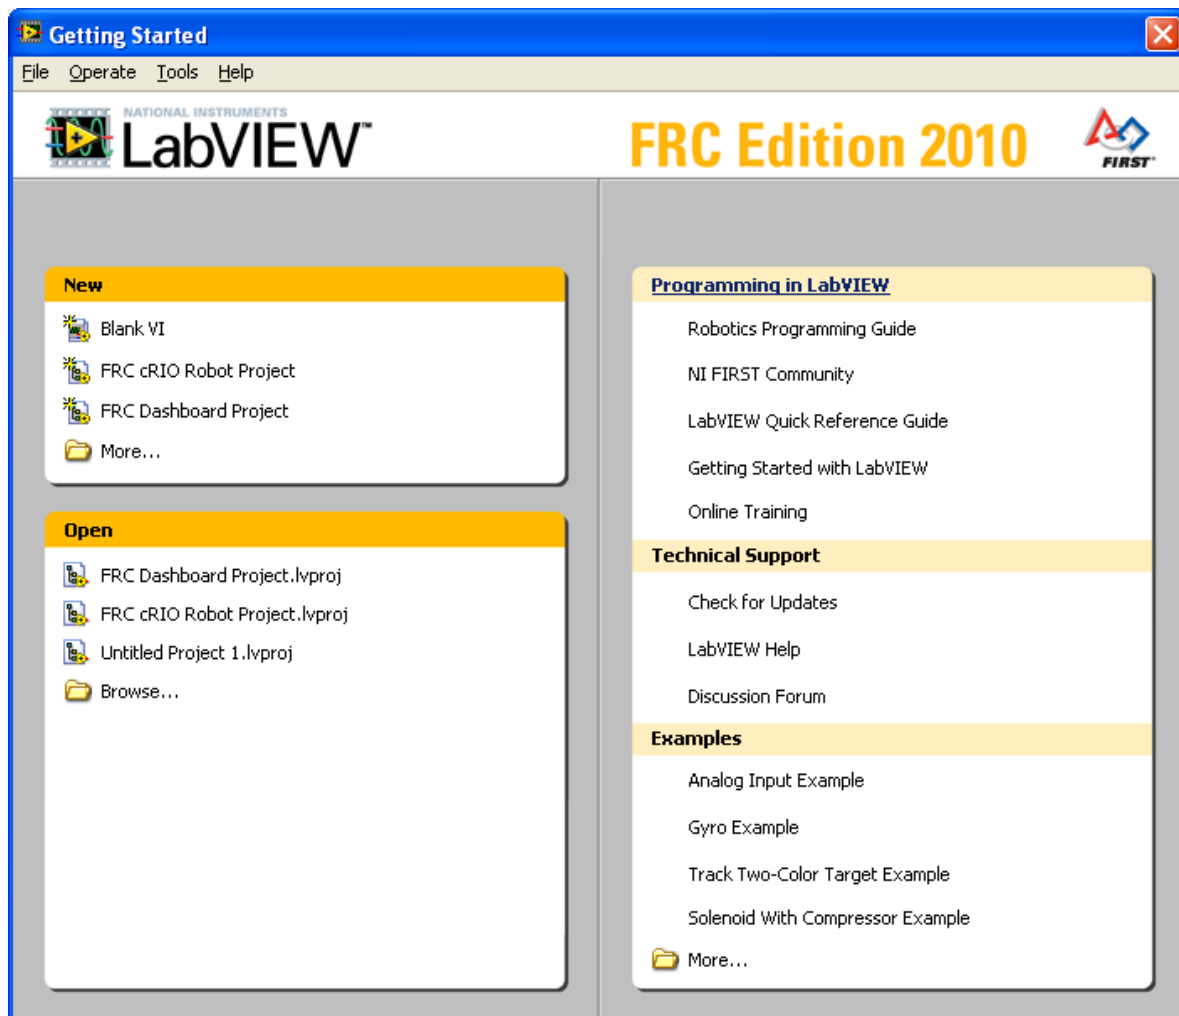 Getting Started
File Operate Tools Help
NATIONAL INSTRUMENTS
LabVIEW™
FRC Edition 2010
FIRST®
New
Blank VI
FRC cRIO Robot Project
FRC Dashboard Project
More...
Open
FRC Dashboard Project.lvproj
FRC cRIO Robot Project.lvproj
Untitled Project 1.lvproj
Browse...
Programming in LabVIEW
Robotics Programming Guide
NI FIRST Community
LabVIEW Quick Reference Guide
Getting Started with LabVIEW
Online Training
Technical Support
Check for Updates
LabVIEW Help
Discussion Forum
Examples
Analog Input Example
Gyro Example
Track Two-Color Target Example
Solenoid With Compressor Example
More...